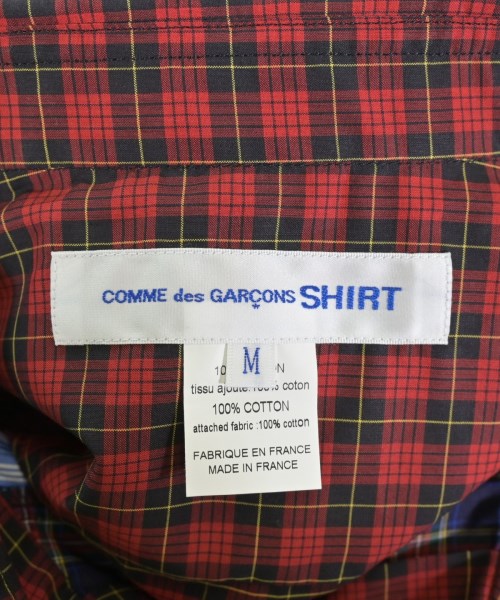 COMME des GARÇONS SHIRT
M
tissu ajouté:100% coton
100% COTTON
attached fabric :100% cotton
FABRIQUE EN FRANCE
MADE IN FRANCE